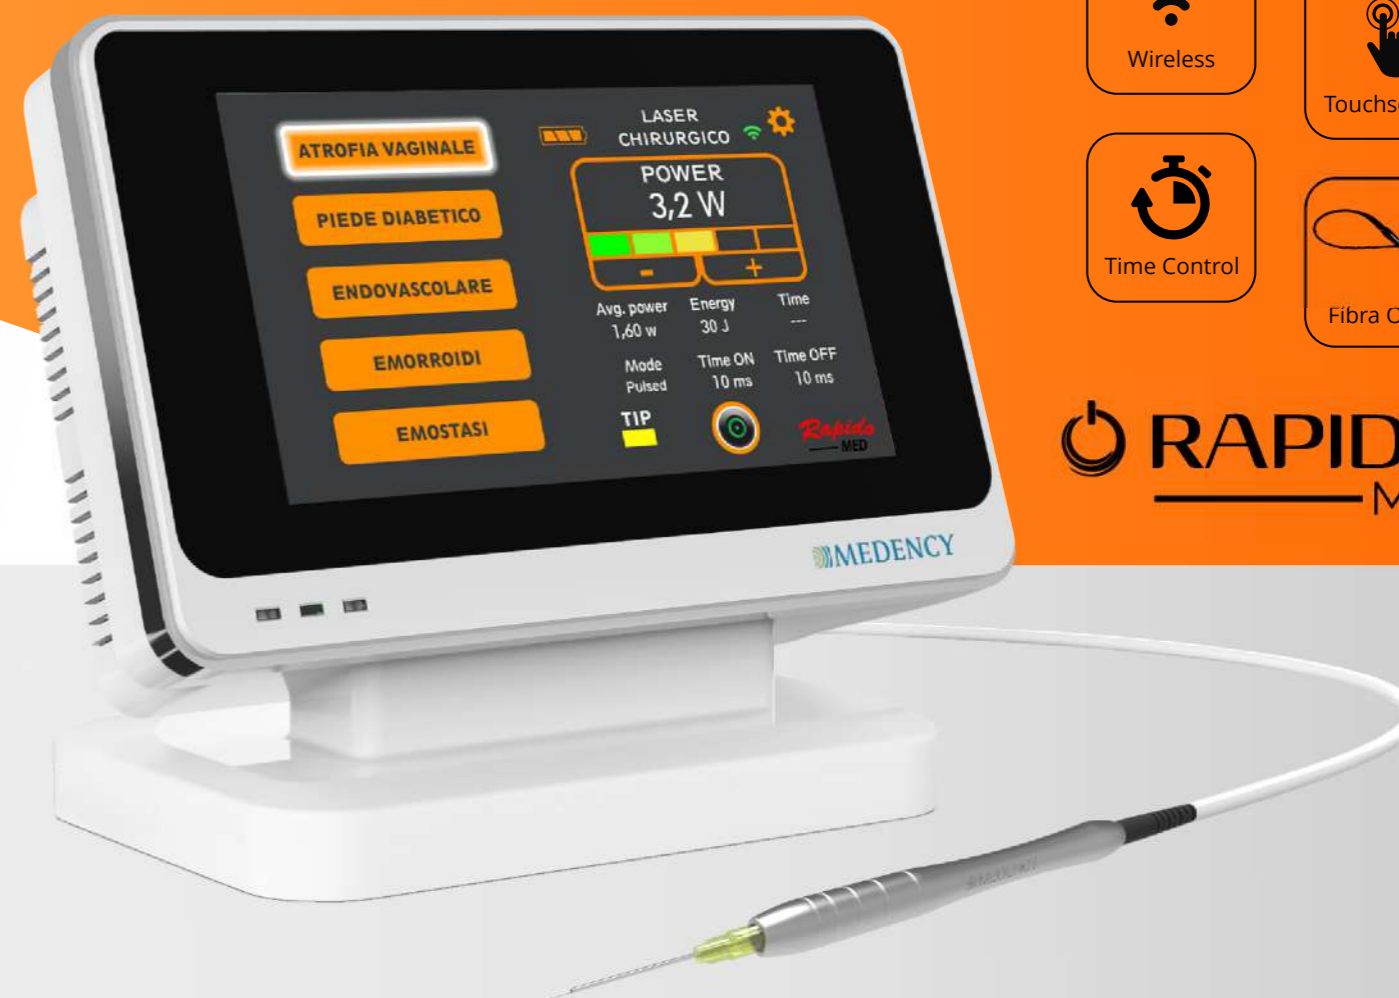 Wireless
Touchs
Time Control
Fibra O
RAPID
M
ATROFIA VAGINALE
PIEDE DIABETICO
ENDOVASCOLARE
EMORROIDI
EMOSTASI
LASER
CHIRURGICO
POWER
3,2 W
- +
Avg. power Energy Time
1,60 w 30 J ---
Mode Time ON Time OFF
Pulsed 10 ms 10 ms
TIP
Rapido
MED
MEDENCY
MEDENCY